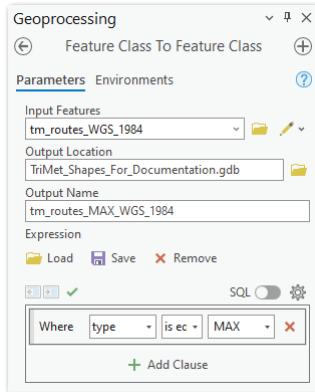 Geoprocessing
Feature Class To Feature Class
Parameters Environments
Input Features
tm_routes_WGS_1984
Output Location
TriMet_Shapes_For_Documentation.gdb
Output Name
tm_routes_MAX_WGS_1984
Expression
Load Save Remove
SQL
Where type is ec MAX
Add Clause